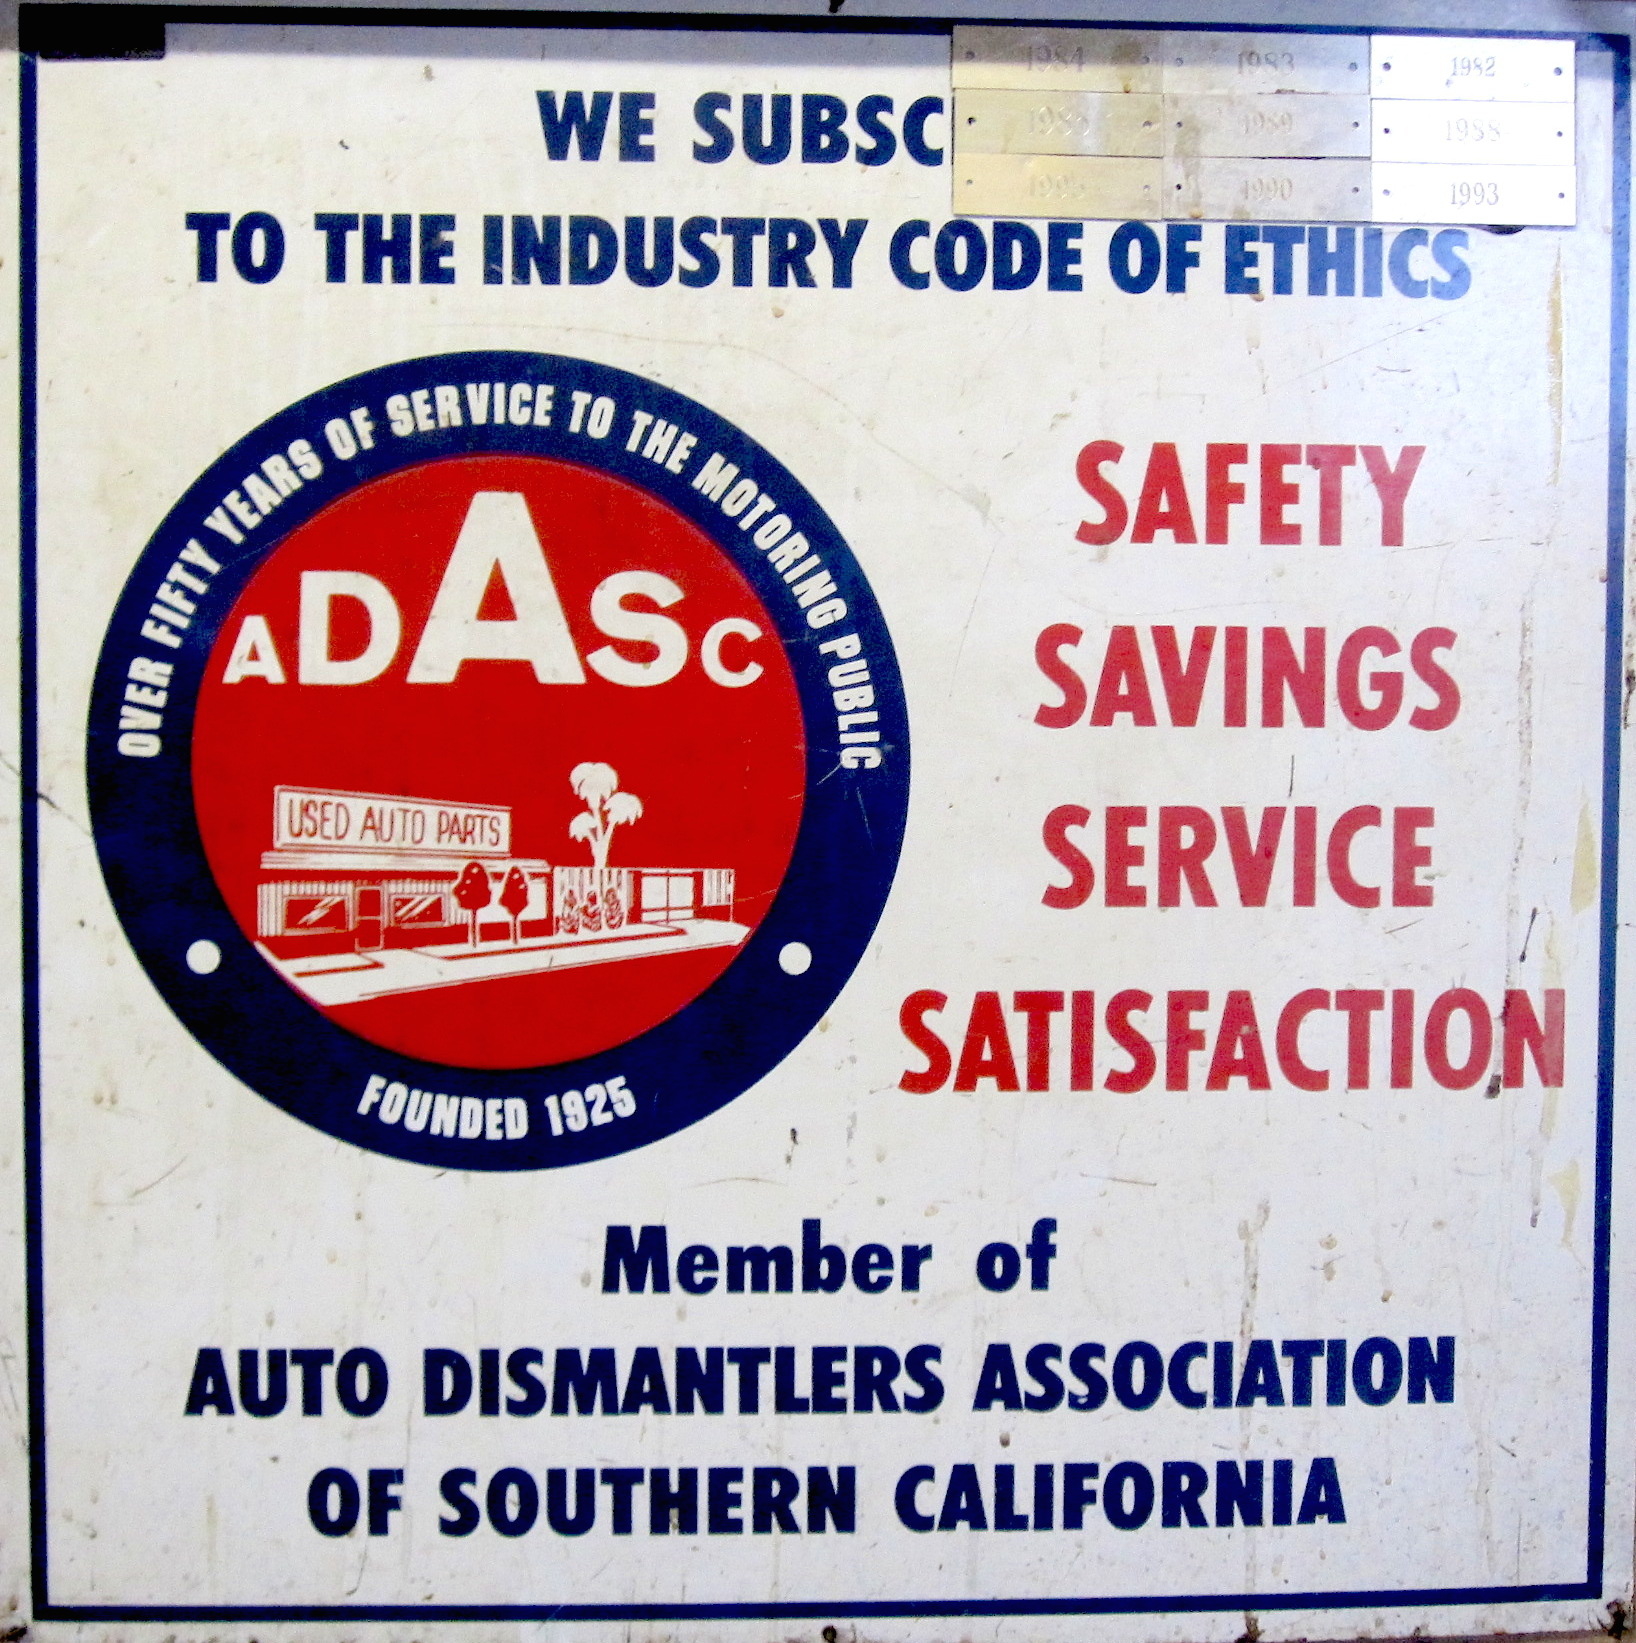 1984 1983 1982
1989 1988
1990 1993
WE SUBSC
TO THE INDUSTRY CODE OF ETHICS
OVER FIFTY YEARS OF SERVICE TO THE MOTORING PUBLIC
ADASC
USED AUTO PARTS
FOUNDED 1925
SAFETY
SAVINGS
SERVICE
SATISFACTION
Member of
AUTO DISMANTLERS ASSOCIATION
OF SOUTHERN CALIFORNIA